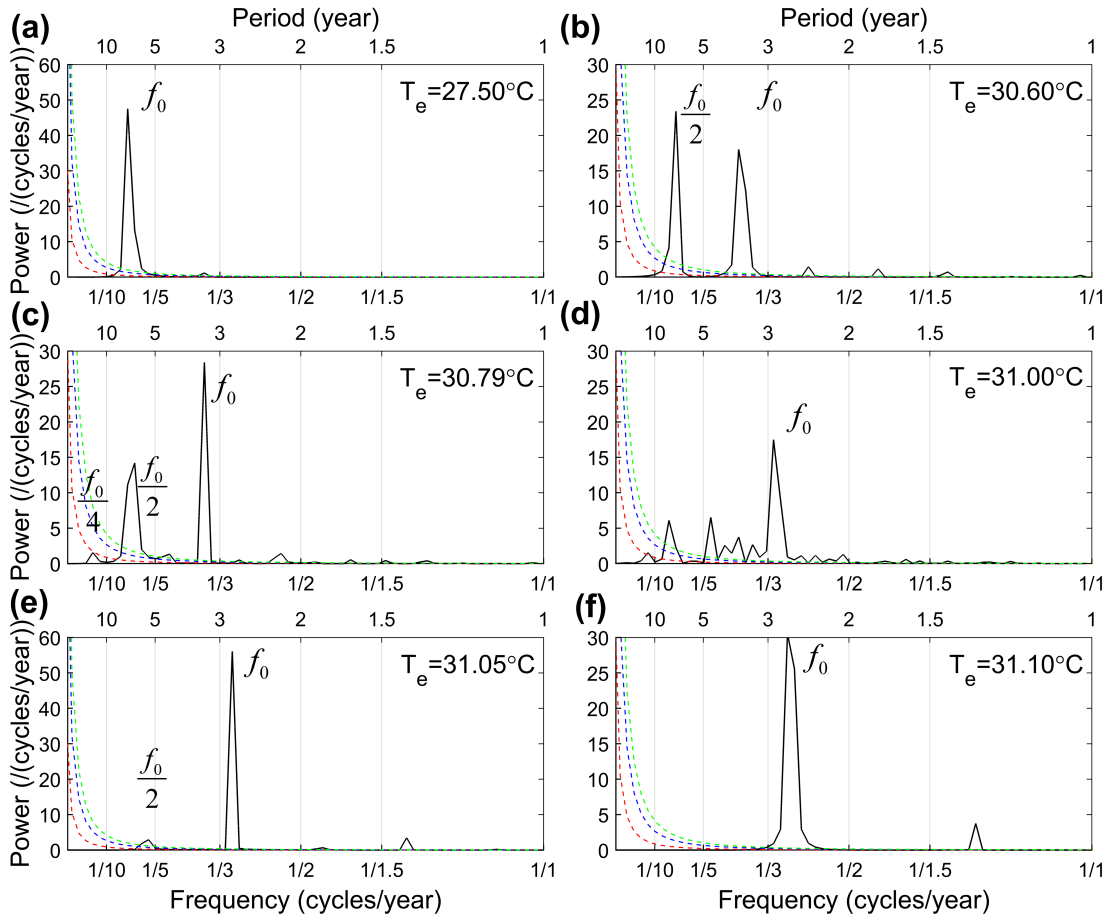 (a) Period (year)
10 5 3 2 1.5 1
Power (/(cycles/year))
60
50
40
30
20
10
0
f0
Te=27.50°C
1/10 1/5 1/3 1/2 1/1.5 1/1
(b) Period (year)
10 5 3 2 1.5 1
30
25
20
15
10
5
0
f0/2
f0
Te=30.60°C
1/10 1/5 1/3 1/2 1/1.5 1/1
(c)
10 5 3 2 1.5 1
Power (/(cycles/year))
30
25
20
15
10
5
0
f0/4
f0/2
f0
Te=30.79°C
1/10 1/5 1/3 1/2 1/1.5 1/1
(d)
10 5 3 2 1.5 1
30
25
20
15
10
5
0
f0
Te=31.00°C
1/10 1/5 1/3 1/2 1/1.5 1/1
(e)
10 5 3 2 1.5 1
Power (/(cycles/year))
60
50
40
30
20
10
0
f0/2
f0
Te=31.05°C
1/10 1/5 1/3 1/2 1/1.5 1/1
Frequency (cycles/year)
(f)
10 5 3 2 1.5 1
30
25
20
15
10
5
0
f0
Te=31.10°C
1/10 1/5 1/3 1/2 1/1.5 1/1
Frequency (cycles/year)